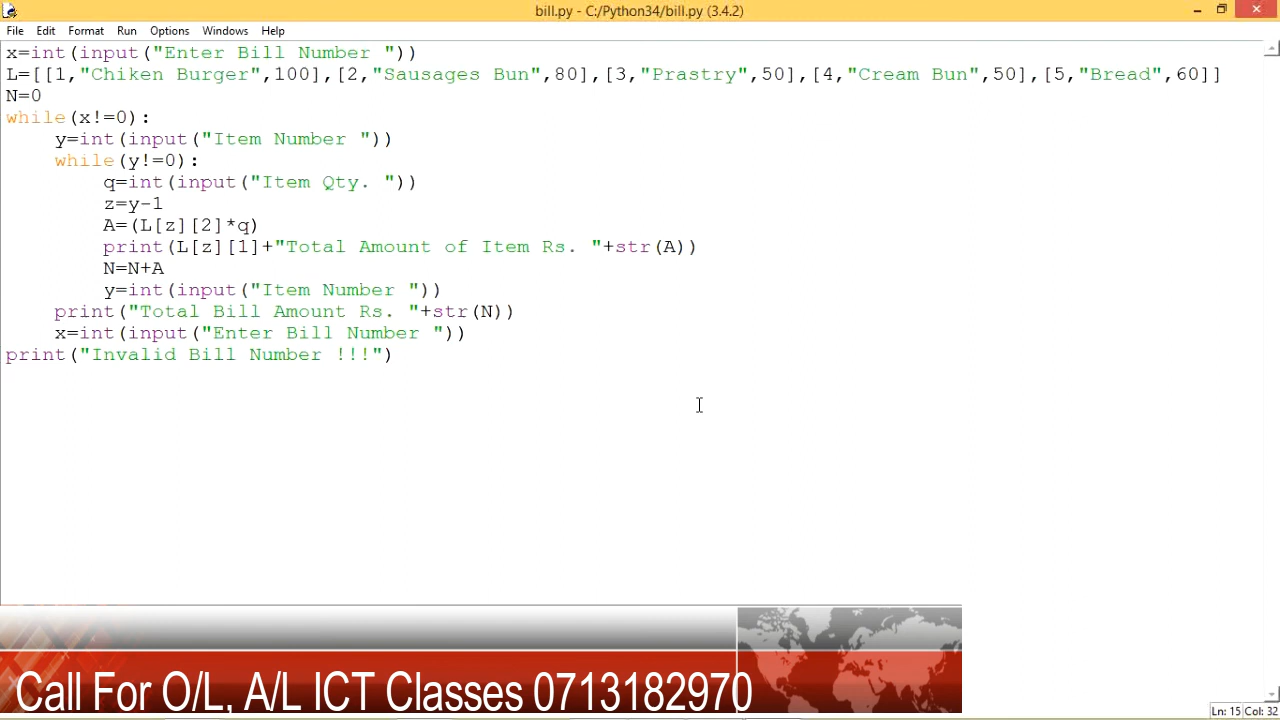 bill.py - C:/Python34/bill.py (3.4.2)
File Edit Format Run Options Windows Help
x=int(input("Enter Bill Number "))
L=[[1,"Chiken Burger",100],[2,"Sausages Bun",80],[3,"Prastry",50],[4,"Cream Bun",50],[5,"Bread",60]]
N=0
while(x!=0):
    y=int(input("Item Number "))
    while(y!=0):
        q=int(input("Item Qty. "))
        z=y-1
        A=(L[z][2]*q)
        print(L[z][1]+"Total Amount of Item Rs. "+str(A))
        N=N+A
        y=int(input("Item Number "))
    print("Total Bill Amount Rs. "+str(N))
    x=int(input("Enter Bill Number "))
print("Invalid Bill Number !!!")
Call For O/L, A/L ICT Classes 0713182970
Ln: 15 Col: 32